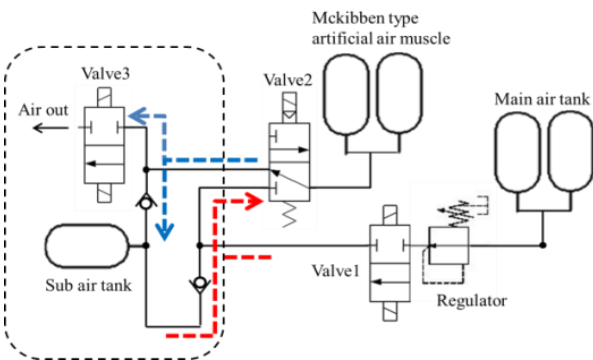 Mckibben type
artificial air muscle
Valve3
Valve2
Air out
Main air tank
Sub air tank
Valve1
Regulator